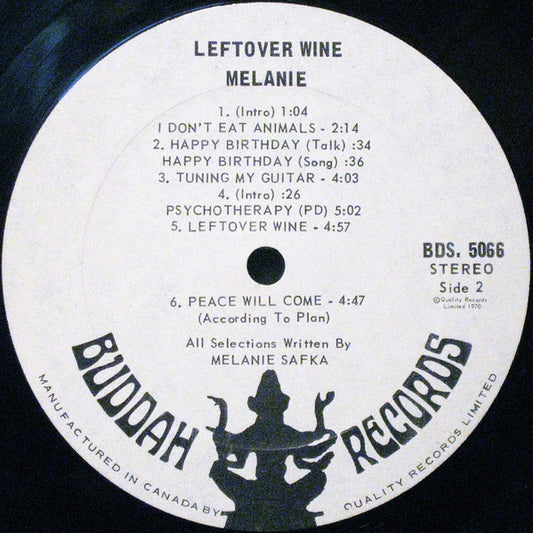 LEFTOVER WINE
MELANIE
1. (Intro) 1:04
I DON'T EAT ANIMALS - 2:14
2. HAPPY BIRTHDAY (Talk) :34
HAPPY BIRTHDAY (Song) :36
3. TUNING MY GUITAR - 4:03
4. (Intro) :26
PSYCHOTHERAPY (PD) 5:02
5. LEFTOVER WINE - 4:57
BDS. 5066
STEREO
Side 2
©Quality Records
Limited 1970
6. PEACE WILL COME - 4:47
(According To Plan)
All Selections Written By
MELANIE SAFKA
BUDDAH RECORDS
MANUFACTURED IN CANADA BY QUALITY RECORDS LIMITED